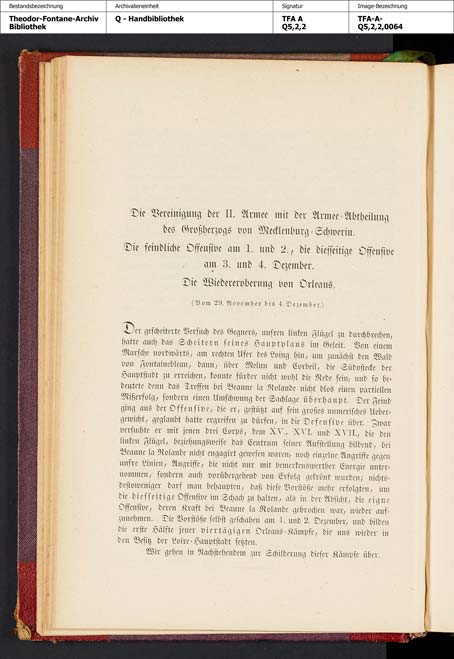 Bestandsbezeichnung
Archivalieneinheit
Signatur
Image-Bezeichnung
Theodor-Fontane-Archiv
Bibliothek
Q - Handbibliothek
TFA A
Q5,2,2
TFA-A-
Q5,2,2,0064
Die Vereinigung der II. Armee mit der Armee-Abtheilung
des Großherzogs von Mecklenburg-Schwerin.
Die feindliche Offensive am 1. und 2., die diesseitige Offensive
am 3. und 4. Dezember.
Die Wiedereroberung von Orleans.
(Vom 29. November bis 4. Dezember.)
Der gescheiterte Versuch des Gegners, unsren linken Flügel zu durchbrechen,
hatte auch das Scheitern seines Hauptplans im Geleit. Von einem
Marsche nordwärts, am rechten Ufer des Loing hin, um zunächst den Wald
von Fontainebleau, dann, über Melun und Corbeil, die Südostecke der
Hauptstadt zu erreichen, konnte fürder nicht wohl die Rede sein, und so be-
deutete denn das Treffen bei Beaune la Rolande nicht blos einen partiellen
Mißerfolg, sondern einen Umschwung der Sachlage überhaupt. Der Feind
ging aus der Offensive, die er, gestützt auf sein großes numerisches Ueber-
gewicht, geglaubt hatte ergreifen zu dürfen, in die Defensive über. Zwar
versuchte er mit jenen drei Corps, dem XV., XVI. und XVII., die den
linken Flügel, beziehungsweise das Centrum seiner Aufstellung bildend, bei
Beaune la Rolande nicht engagirt gewesen waren, noch einzelne Angriffe gegen
unsre Linien, Angriffe, die nicht nur mit bemerkenswerther Energie unter-
nommen, sondern auch vorübergehend von Erfolg gekrönt wurden; nichts-
destoweniger darf man behaupten, daß diese Vorstöße mehr erfolgten, um
die diesseitige Offensive im Schach zu halten, als in der Absicht, die eigne
Offensive, deren Kraft bei Beaune la Rolande gebrochen war, wieder auf-
zunehmen. Die Vorstöße selbst geschahen am 1. und 2. Dezember, und bilden
die erste Hälfte jener viertägigen Orleans-Kämpfe, die uns wieder in
den Besitz der Loire-Hauptstadt setzten.
Wir geben in Nachstehendem zur Schilderung dieser Kämpfe über.